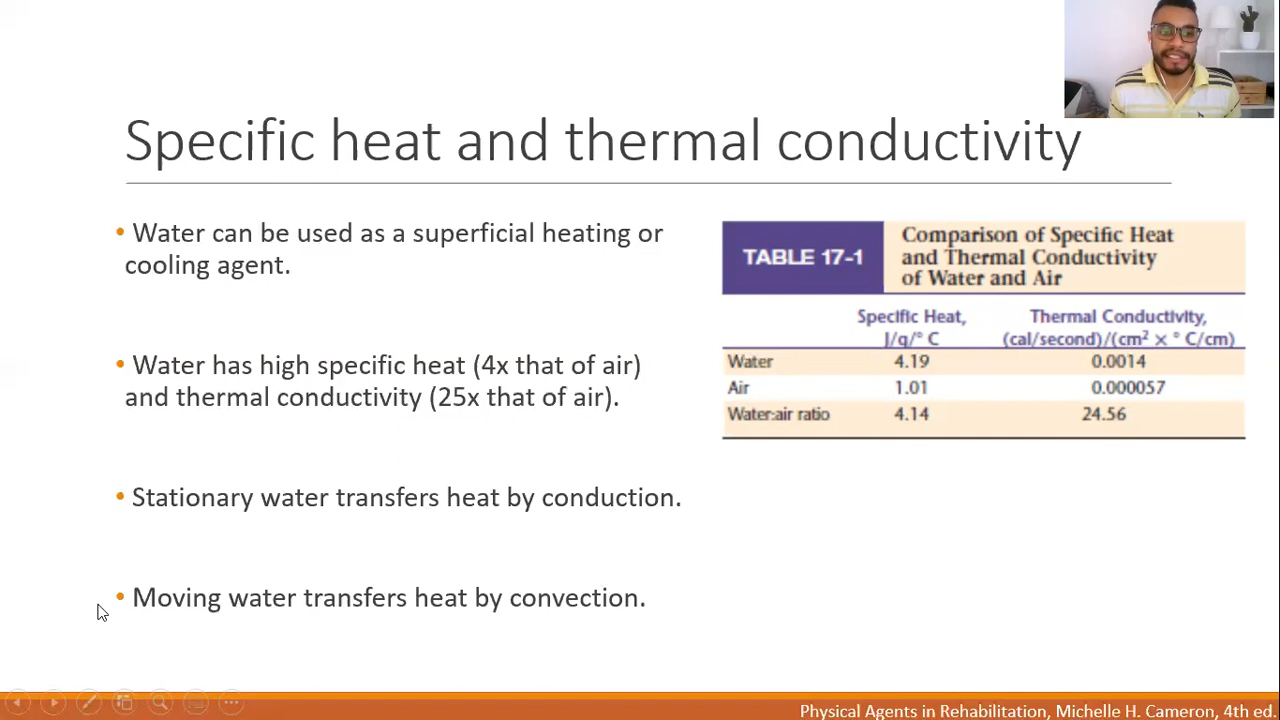 Specific heat and thermal conductivity
• Water can be used as a superficial heating or
cooling agent.
• Water has high specific heat (4x that of air)
and thermal conductivity (25x that of air).
• Stationary water transfers heat by conduction.
• Moving water transfers heat by convection.
TABLE 17-1
Comparison of Specific Heat
and Thermal Conductivity
of Water and Air
Specific Heat, Thermal Conductivity,
J/g/° C (cal/second)/(cm² × ° C/cm)
Water 4.19 0.0014
Air 1.01 0.000057
Water:air ratio 4.14 24.56
Physical Agents in Rehabilitation, Michelle H. Cameron, 4th ed.